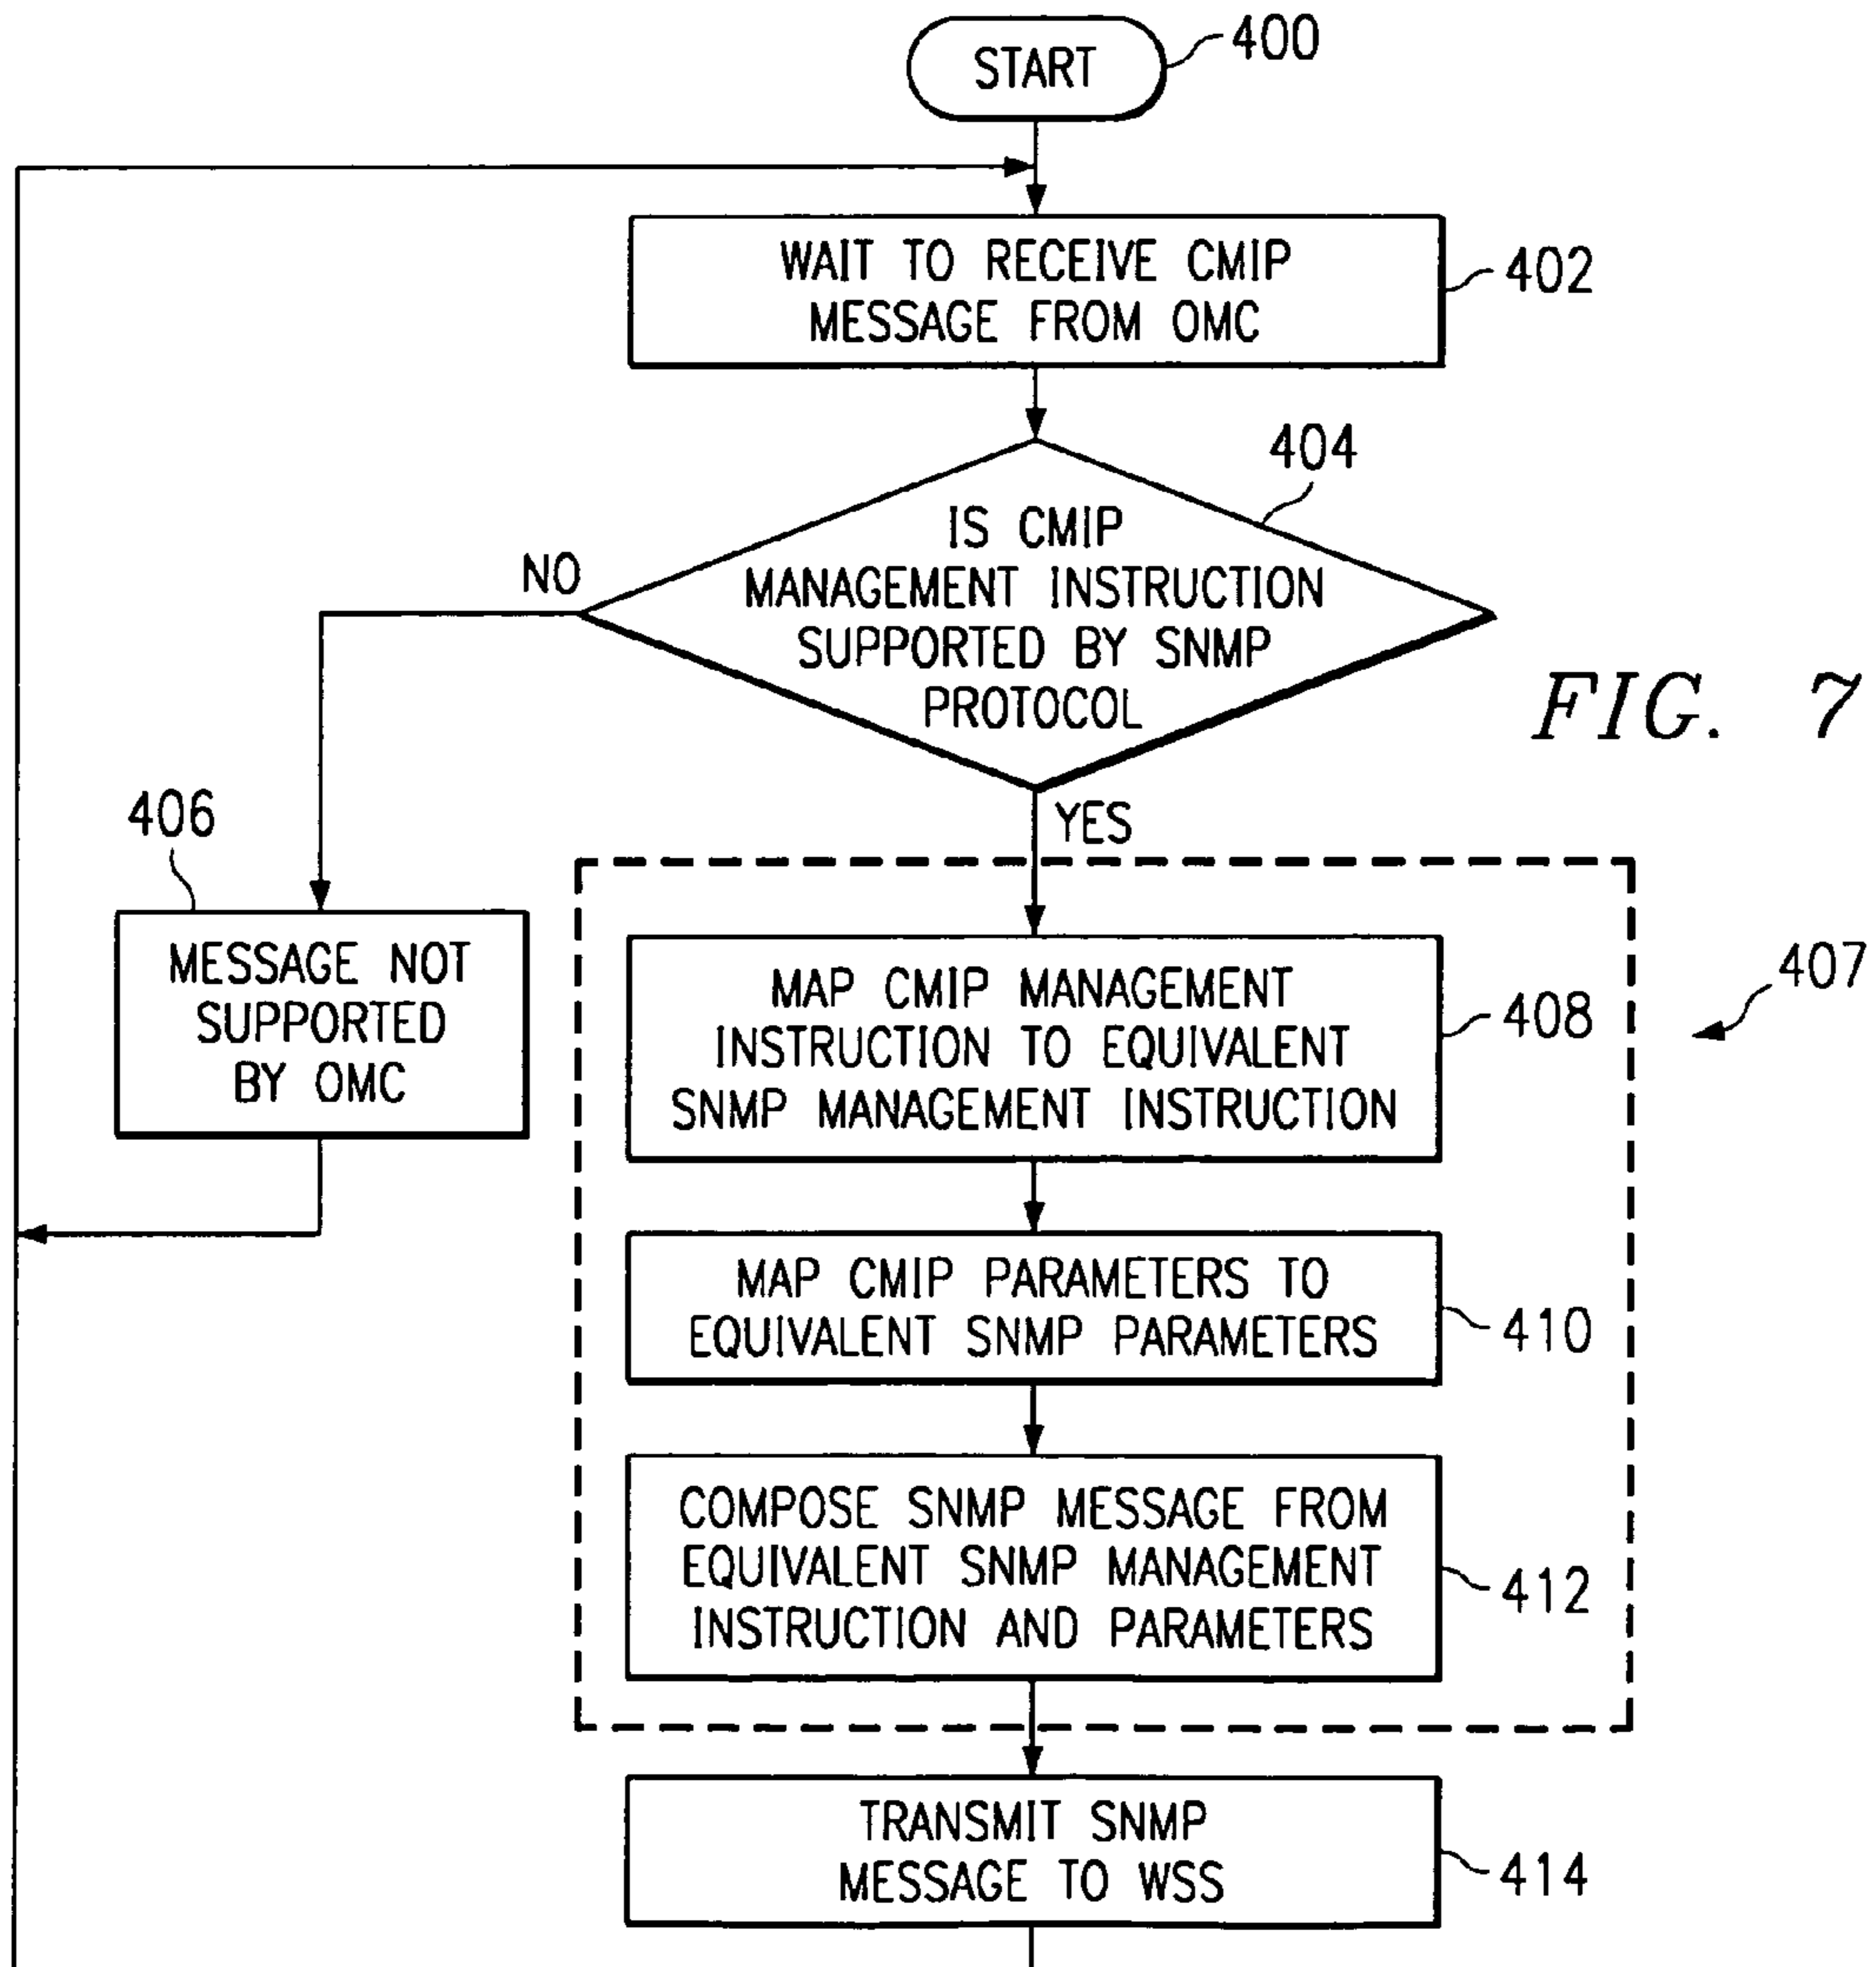 START
400
WAIT TO RECEIVE CMIP
MESSAGE FROM OMC
402
404
IS CMIP
MANAGEMENT INSTRUCTION
SUPPORTED BY SNMP
PROTOCOL
NO
FIG. 7
YES
406
MESSAGE NOT
SUPPORTED
BY OMC
407
MAP CMIP MANAGEMENT
INSTRUCTION TO EQUIVALENT
SNMP MANAGEMENT INSTRUCTION
408
MAP CMIP PARAMETERS TO
EQUIVALENT SNMP PARAMETERS
410
COMPOSE SNMP MESSAGE FROM
EQUIVALENT SNMP MANAGEMENT
INSTRUCTION AND PARAMETERS
412
TRANSMIT SNMP
MESSAGE TO WSS
414